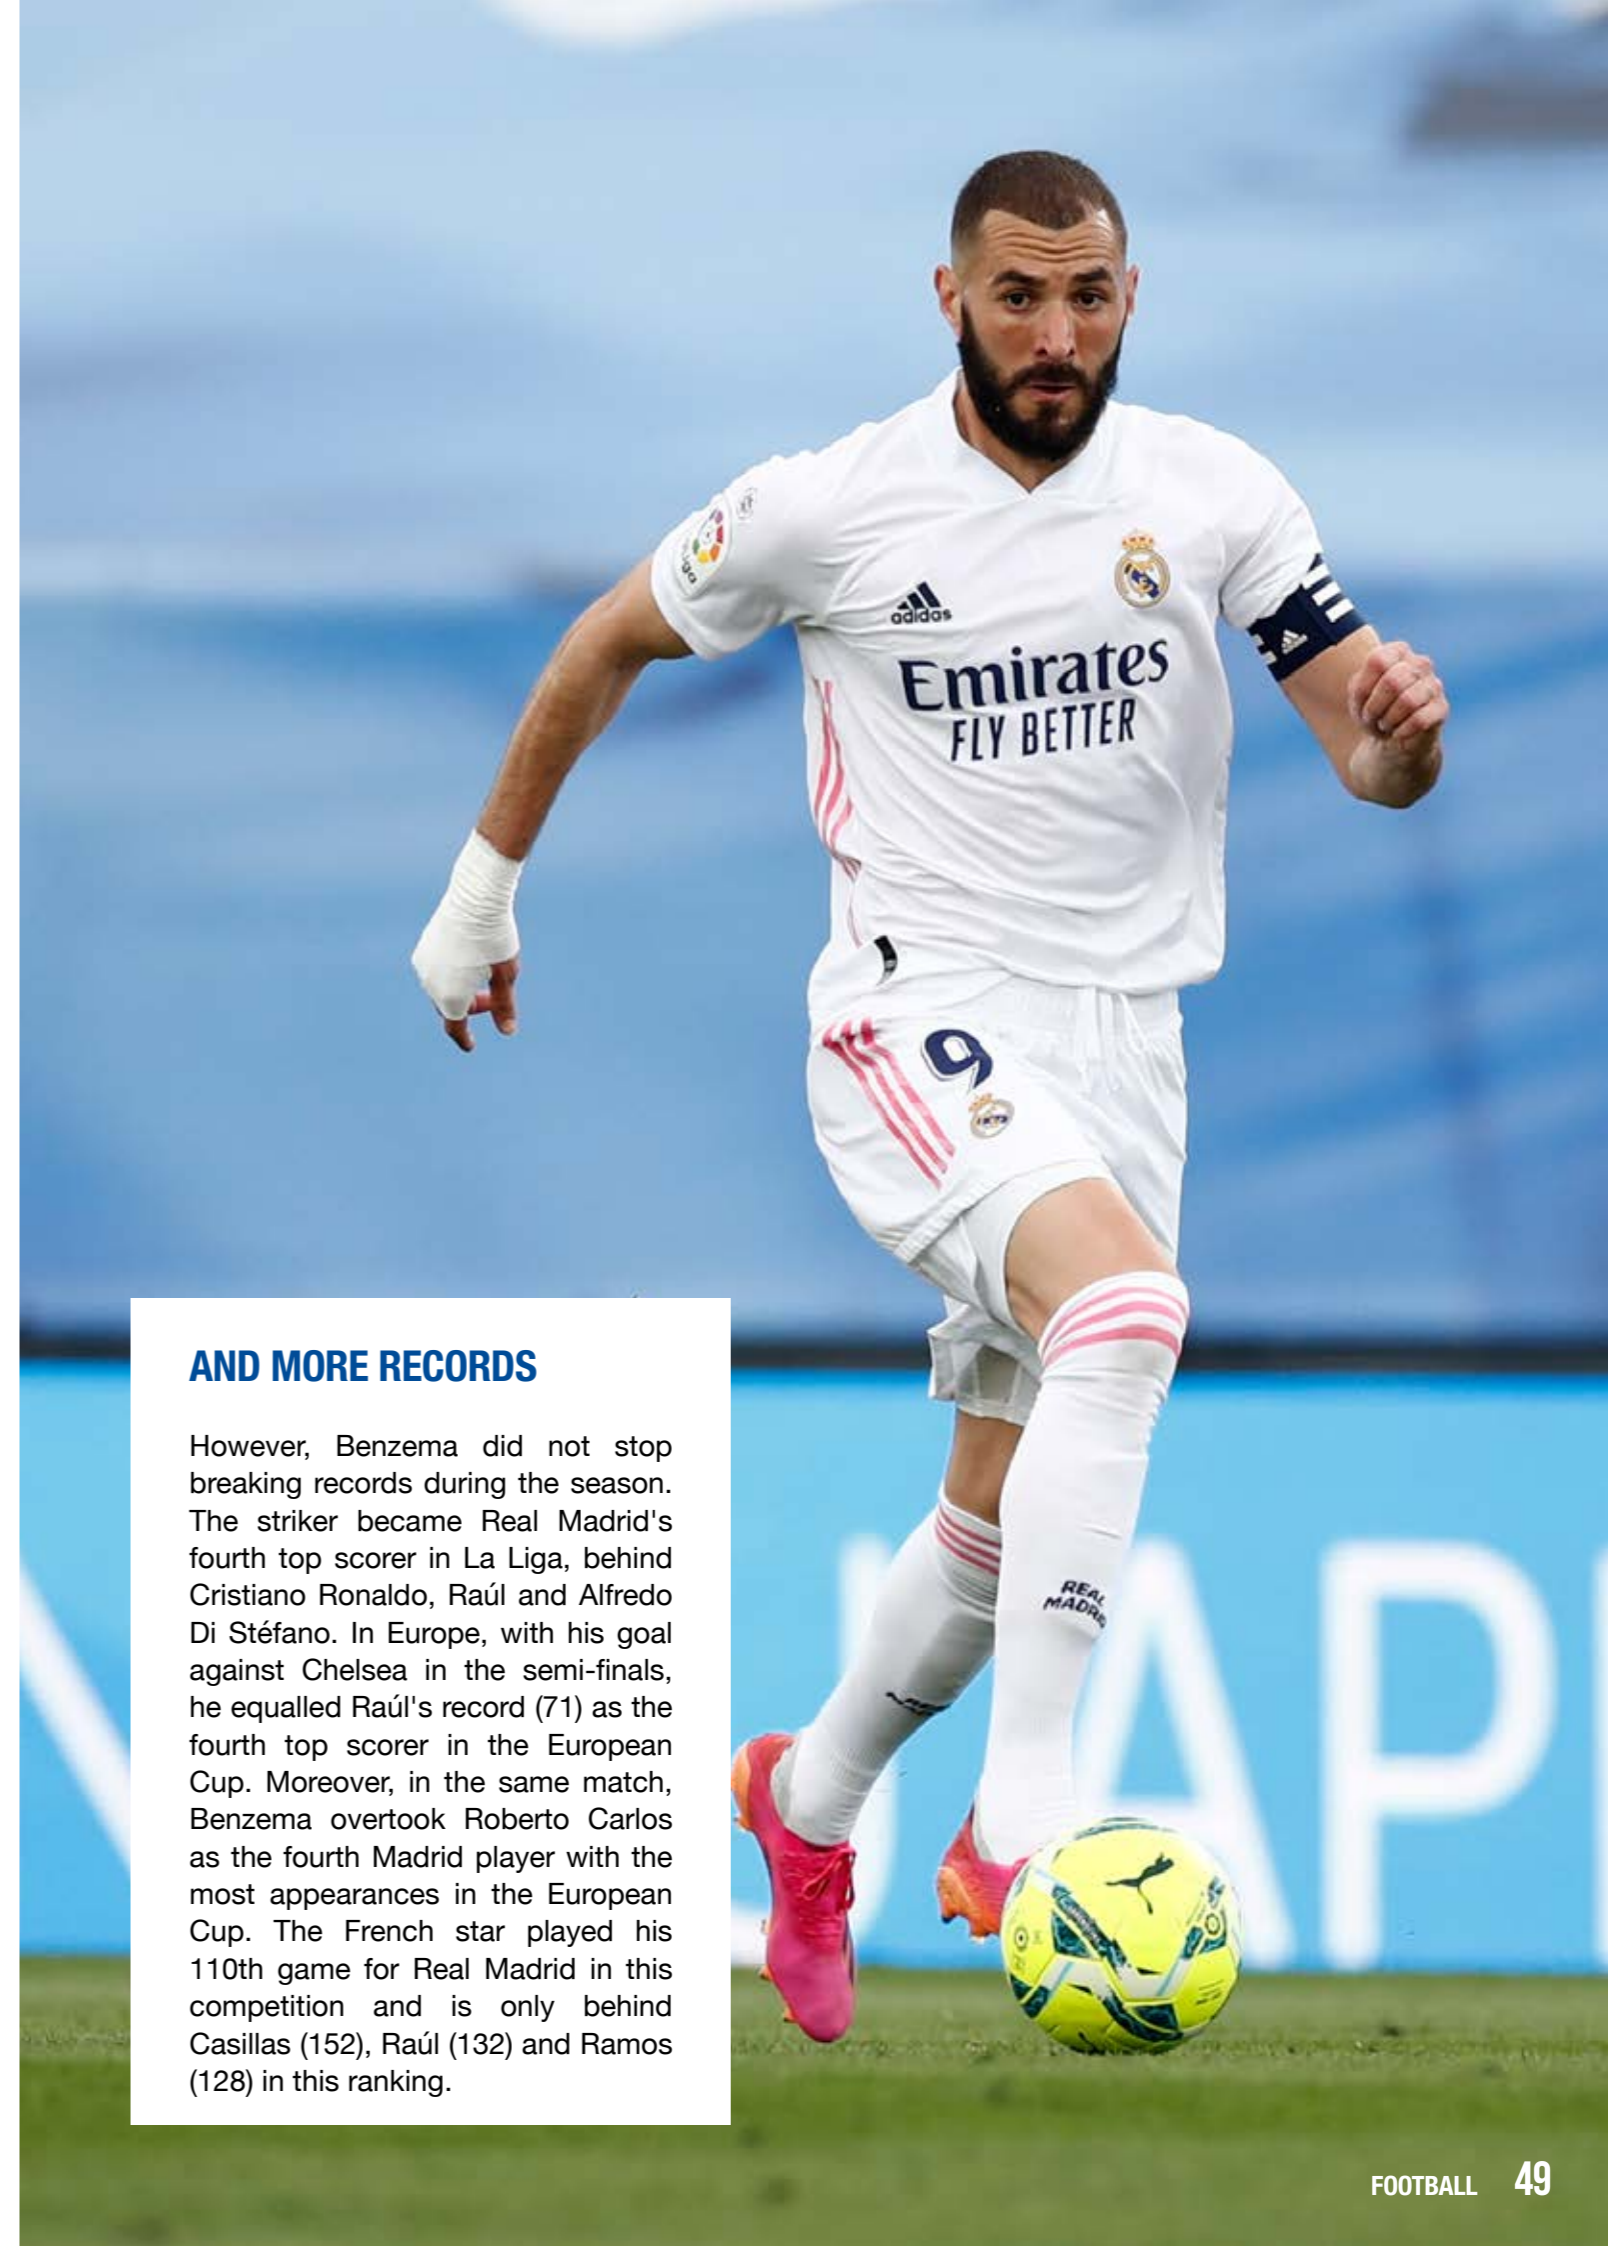 adidas
Emirates
FLY BETTER
9
REAL
AND MORE RECORDS
However, Benzema did not stop
breaking records during the season.
The striker became Real Madrid's
fourth top scorer in La Liga, behind
Cristiano Ronaldo, Raúl and Alfredo
Di Stéfano. In Europe, with his goal
against Chelsea in the semi-finals,
he equalled Raúl's record (71) as the
fourth top scorer in the European
Cup. Moreover, in the same match,
Benzema overtook Roberto Carlos
as the fourth Madrid player with the
most appearances in the European
Cup. The French star played his
110th game for Real Madrid in this
competition and is only behind
Casillas (152), Raúl (132) and Ramos
(128) in this ranking.
FOOTBALL 49